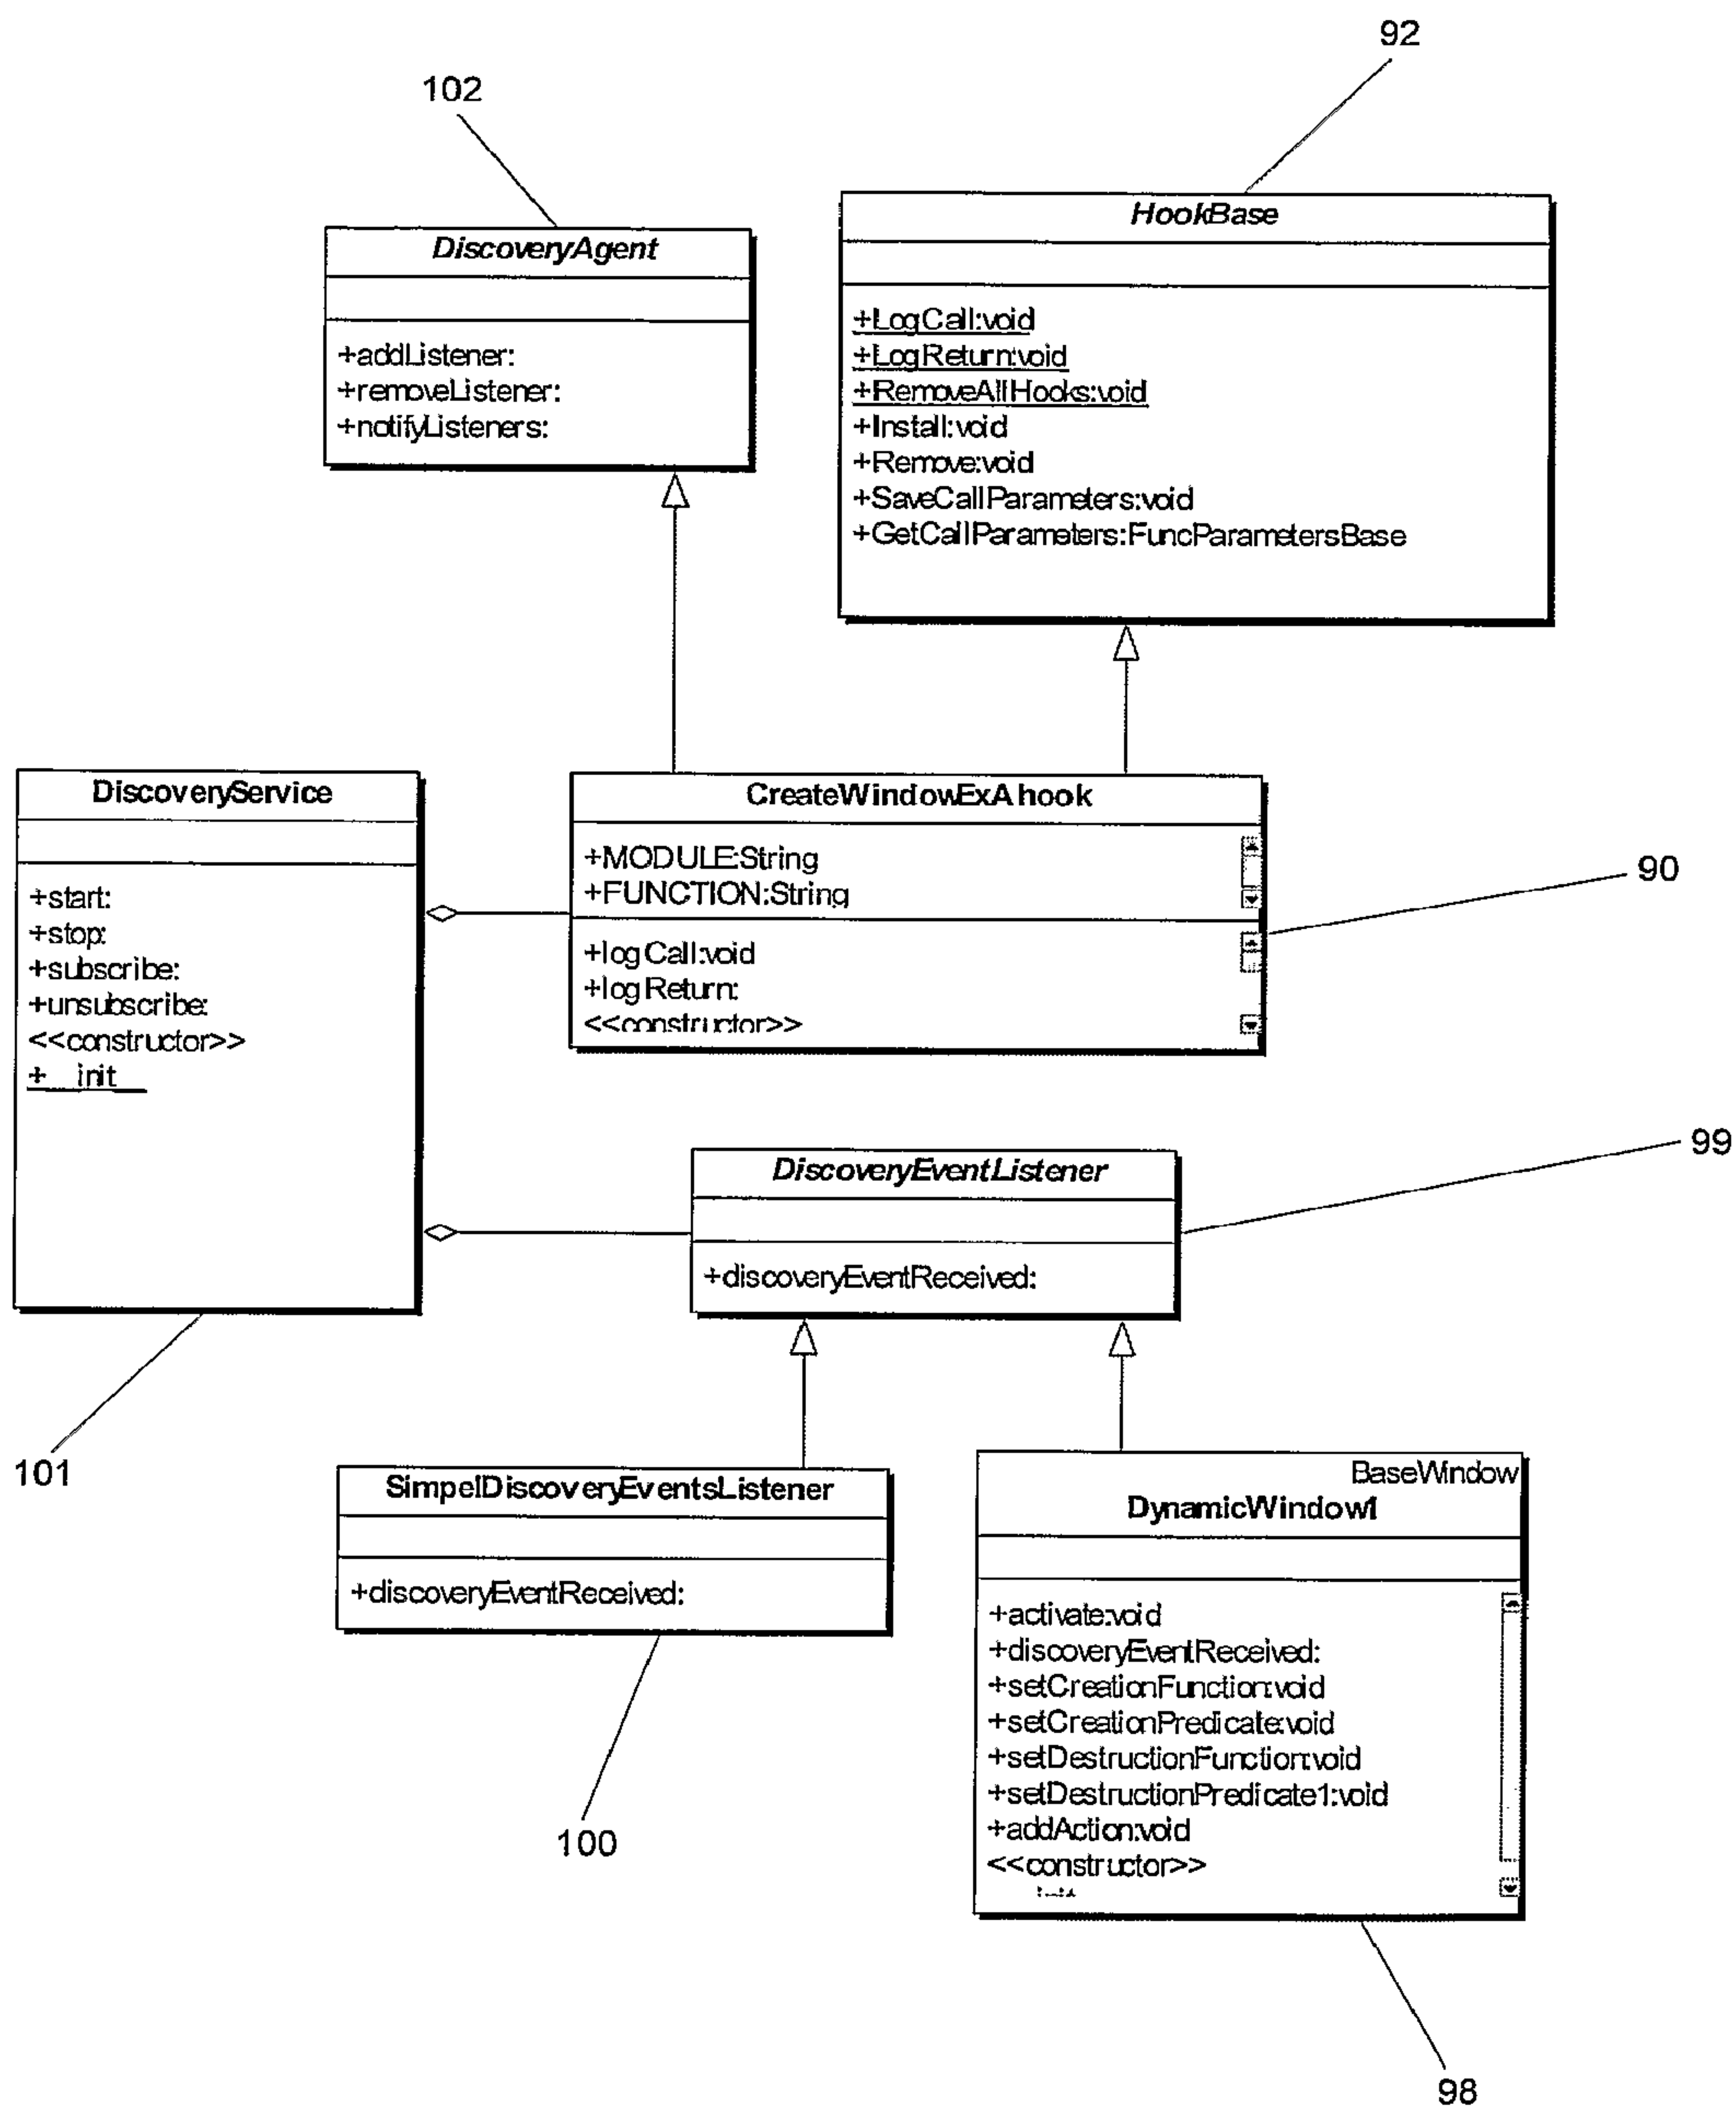 92
102
HookBase
DiscoveryAgent
+LogCall:void
+LogReturn:void
+RemoveAllHooks:void
+Install:void
+Remove:void
+SaveCallParameters:void
+GetCallParameters:FuncParametersBase
+addListener:
+removeListener:
+notifyListeners:
DiscoveryService
+start:
+stop:
+subscribe:
+unsubscribe:
<<constructor>>
+__init__
CreateWindowExAhook
+MODULE:String
+FUNCTION:String
+logCall:void
+logReturn:
<<constructor>>
90
99
DiscoveryEventListener
+discoveryEventReceived:
101
SimpelDiscoveryEventsListener
+discoveryEventReceived:
BaseWindow
DynamicWindow1
+activate:void
+discoveryEventReceived:
+setCreationFunction:void
+setCreationPredicate:void
+setDestructionFunction:void
+setDestructionPredicate1:void
+addAction:void
<<constructor>>
100
98